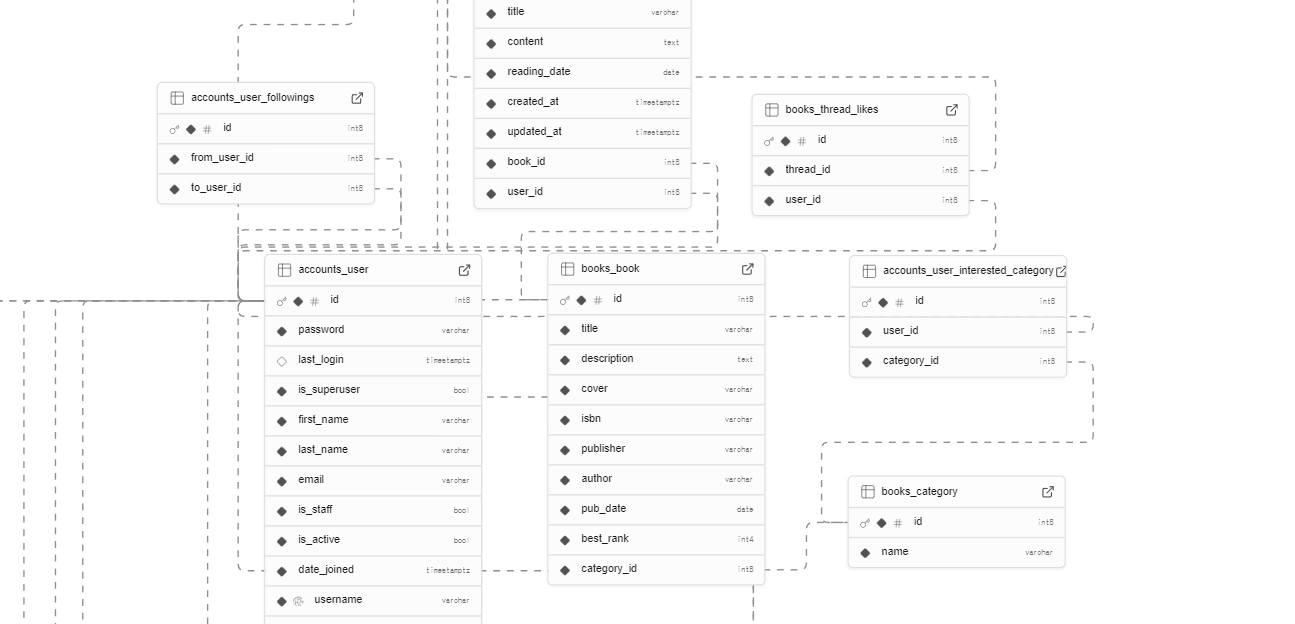 title varchar
content text
reading_date date
created_at timestamptz
updated_at timestamptz
book_id int8
user_id int8
accounts_user_followings
# id int8
from_user_id int8
to_user_id int8
books_thread_likes
# id int8
thread_id int8
user_id int8
accounts_user
# id int8
password varchar
last_login timestamptz
is_superuser bool
first_name varchar
last_name varchar
email varchar
is_staff bool
is_active bool
date_joined timestamptz
username varchar
books_book
# id int8
title varchar
description text
cover varchar
isbn varchar
publisher varchar
author varchar
pub_date date
best_rank int4
category_id int8
accounts_user_interested_category
# id int8
user_id int8
category_id int8
books_category
# id int8
name varchar